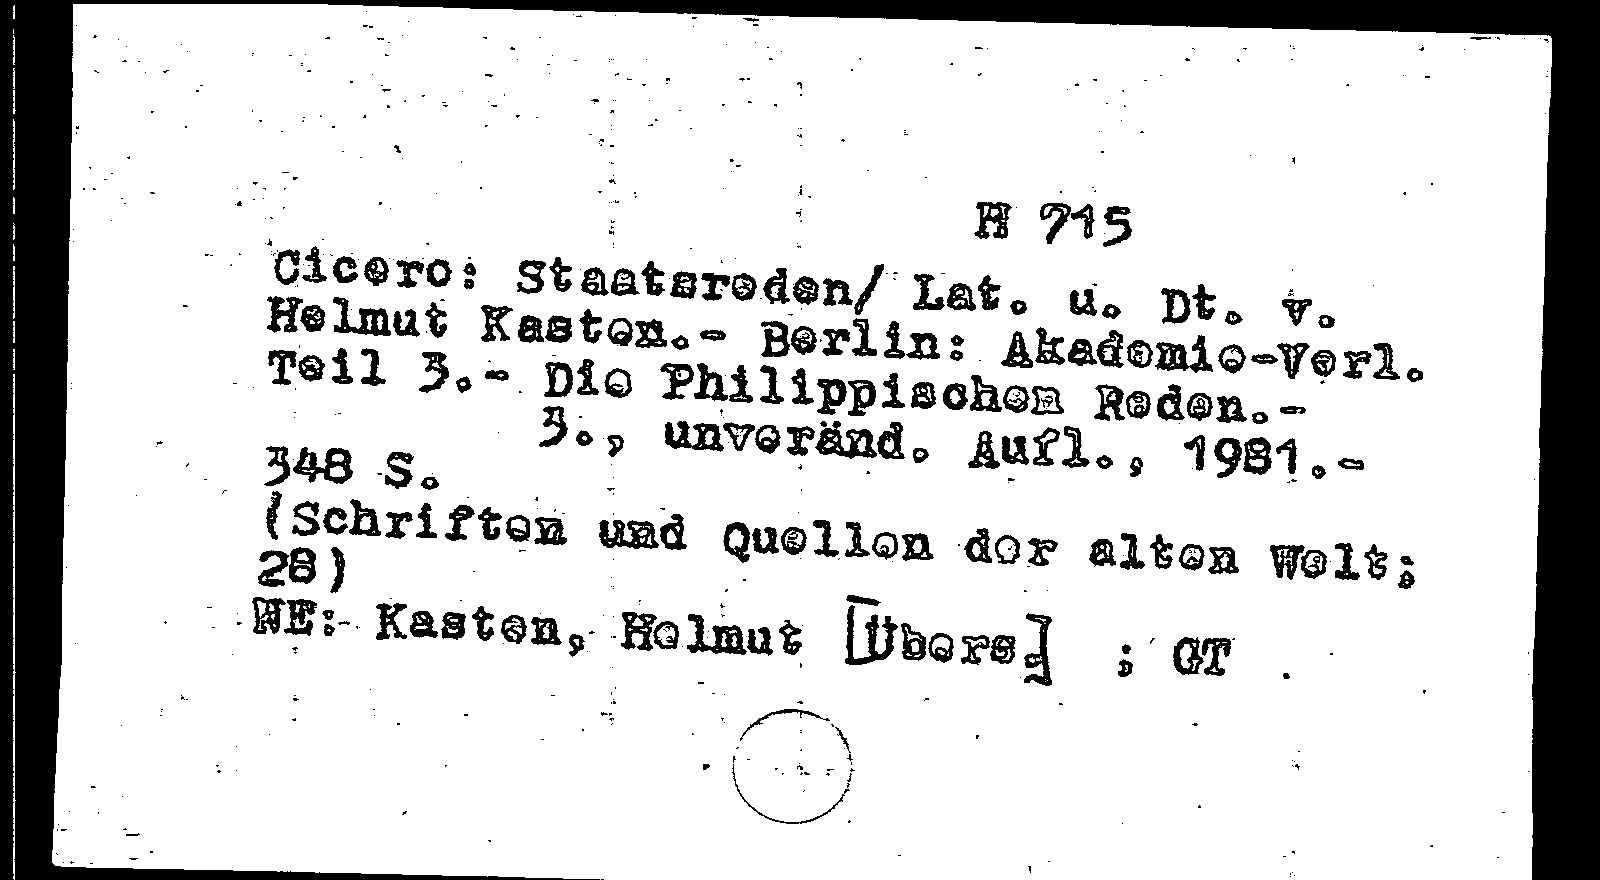 H 715
Cicero: Staatsreden/ Lat. u. Dt. v.
Helmut Kasten.- Berlin: Akademie-Verl.
Teil 3.- Die Philippischen Reden.-
3., unveränd. Aufl., 1981.-
348 S.
(Schriften und Quellen der alten Welt;
28)
NE: Kasten, Helmut [Übers.] ; GT